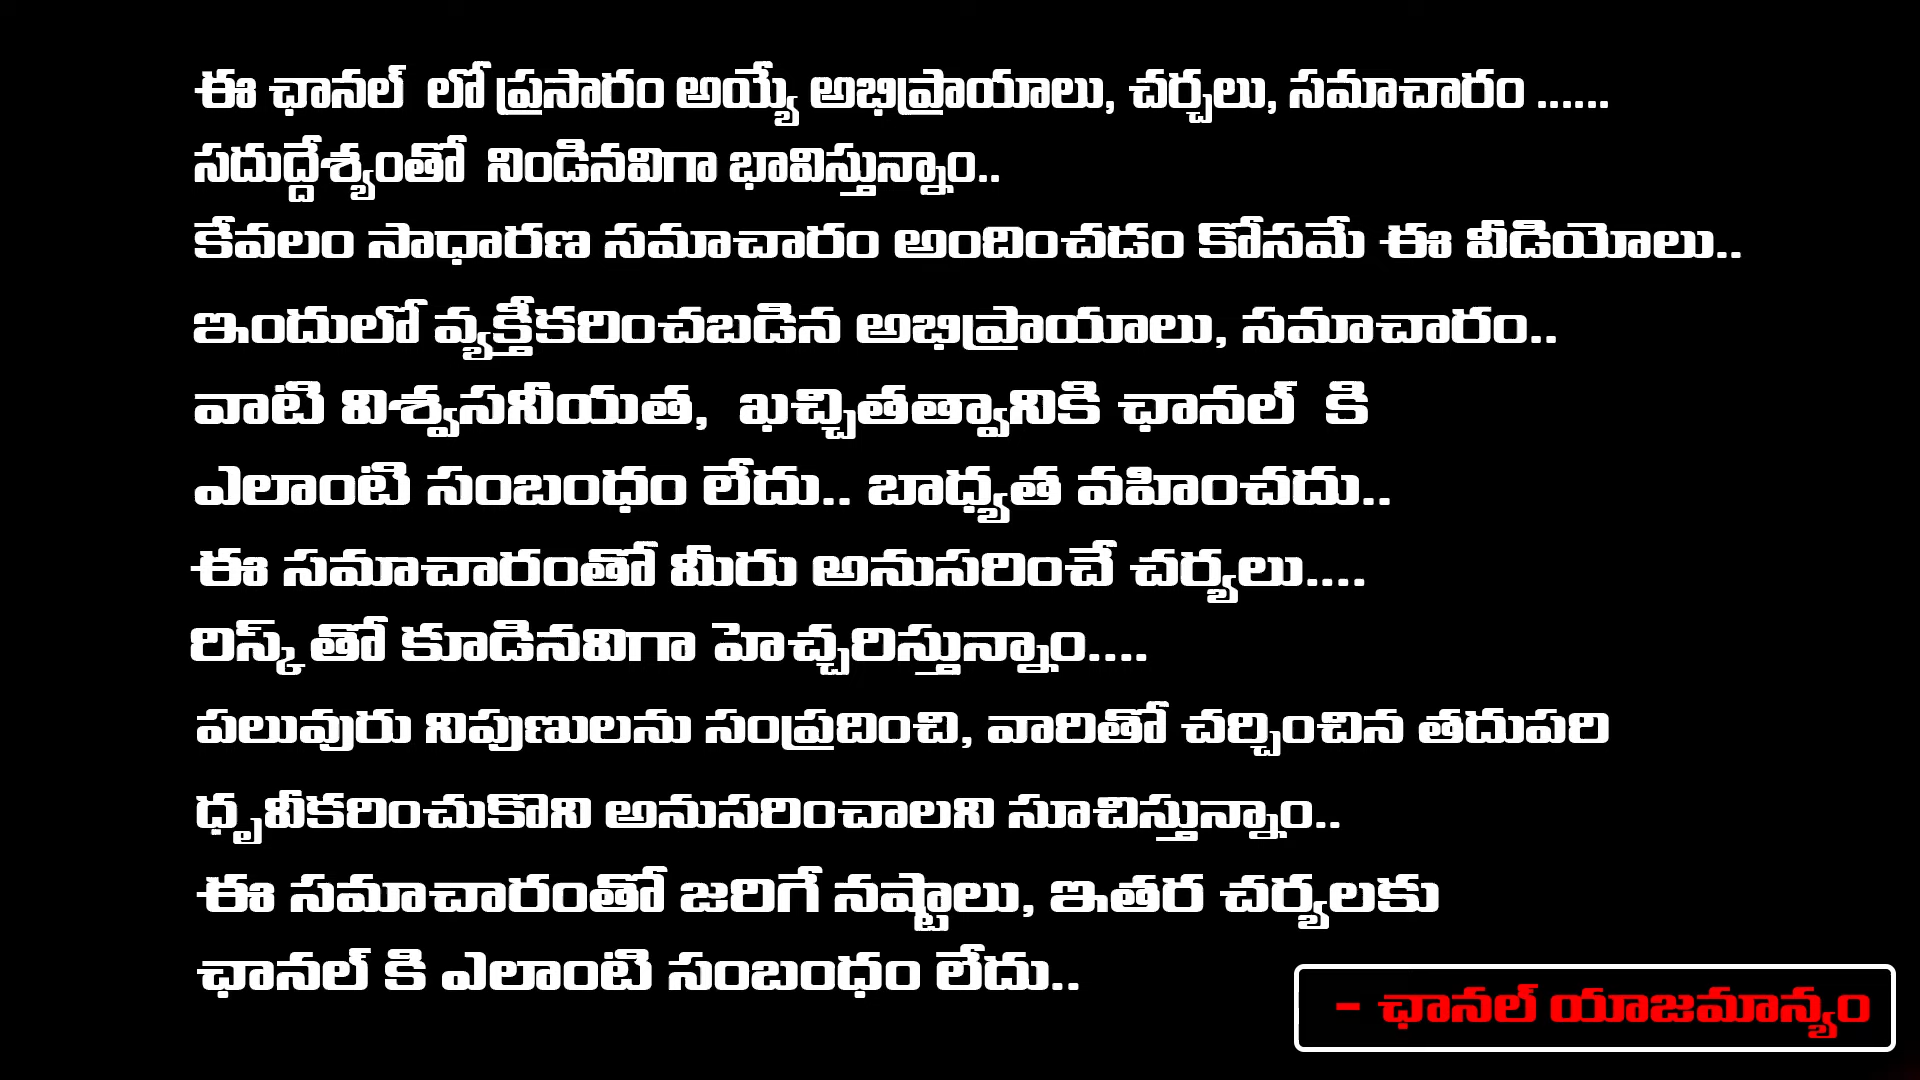 ఈ ఛానల్ లో ప్రసారం అయ్యే అభిప్రాయాలు, చర్చలు, సమాచారం ......
సదుద్దేశ్యంతో నిండినవిగా భావిస్తున్నాం..
కేవలం సాధారణ సమాచారం అందించడం కోసమే ఈ వీడియోలు..
ఇందులో వ్యక్తీకరించబడిన అభిప్రాయాలు, సమాచారం..
వాటి విశ్వసనీయత, ఖచ్చితత్వానికి ఛానల్ కి
ఎలాంటి సంబంధం లేదు.. బాధ్యత వహించదు..
ఈ సమాచారంతో మీరు అనుసరించే చర్యలు....
రిస్క్ తో కూడినవిగా హెచ్చరిస్తున్నాం....
పలువురు నిపుణులను సంప్రదించి, వారితో చర్చించిన తదుపరి
ధృవీకరించుకొని అనుసరించాలని సూచిస్తున్నాం..
ఈ సమాచారంతో జరిగే నష్టాలు, ఇతర చర్యలకు
ఛానల్ కి ఎలాంటి సంబంధం లేదు..
- ఛానల్ యాజమాన్యం